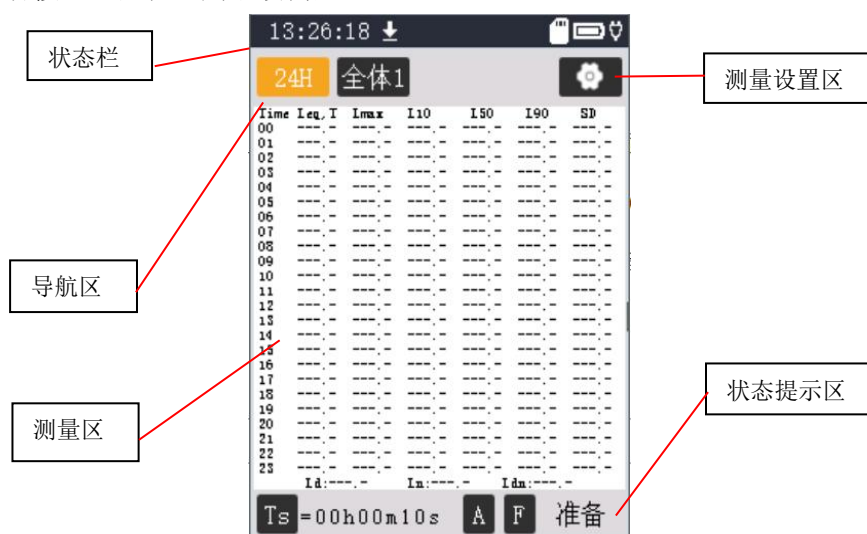 13:26:18
状态栏
24H 全体1
测量设置区
Time Leq,T Lmax L10 L50 L90 SD
00 ---.- ---.- ---.- ---.- ---.- ---.-
01 ---.- ---.- ---.- ---.- ---.- ---.-
02 ---.- ---.- ---.- ---.- ---.- ---.-
03 ---.- ---.- ---.- ---.- ---.- ---.-
04 ---.- ---.- ---.- ---.- ---.- ---.-
05 ---.- ---.- ---.- ---.- ---.- ---.-
06 ---.- ---.- ---.- ---.- ---.- ---.-
07 ---.- ---.- ---.- ---.- ---.- ---.-
08 ---.- ---.- ---.- ---.- ---.- ---.-
09 ---.- ---.- ---.- ---.- ---.- ---.-
导航区
10 ---.- ---.- ---.- ---.- ---.- ---.-
11 ---.- ---.- ---.- ---.- ---.- ---.-
12 ---.- ---.- ---.- ---.- ---.- ---.-
13 ---.- ---.- ---.- ---.- ---.- ---.-
14 ---.- ---.- ---.- ---.- ---.- ---.-
15 ---.- ---.- ---.- ---.- ---.- ---.-
16 ---.- ---.- ---.- ---.- ---.- ---.-
17 ---.- ---.- ---.- ---.- ---.- ---.-
18 ---.- ---.- ---.- ---.- ---.- ---.-
状态提示区
19 ---.- ---.- ---.- ---.- ---.- ---.-
20 ---.- ---.- ---.- ---.- ---.- ---.-
测量区
21 ---.- ---.- ---.- ---.- ---.- ---.-
22 ---.- ---.- ---.- ---.- ---.- ---.-
23 ---.- ---.- ---.- ---.- ---.- ---.-
Ld:---.- Ln:---.- Ldn:---.-
Ts =00h00m10s A F 准备